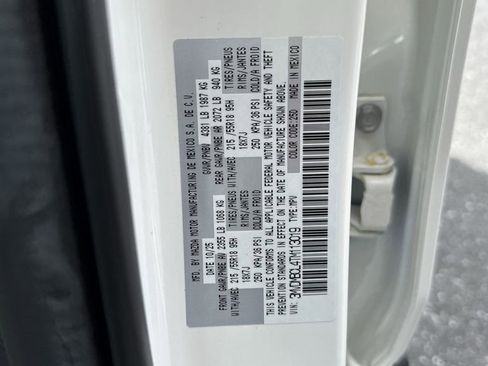 MFD. BY MAZDA MOTOR MANUFACTURING DE MEXICO S.A. DE C.V.
DATE: 10/25 GVWR/PNBV 4381 LB 1987 KG
FRONT GAWR/PNBE AV 2355 LB 1068 KG REAR GAWR/PNBE AR 2072 LB 940 KG
TIRES/PNEUS WITH/AVEC 215 /55R18 95H TIRES/PNEUS WITH/AVEC 215 /55R18 95H
RIMS/JANTES 18X7J RIMS/JANTES 18X7J
COLD/A FROID 250 KPA/36 PSI COLD/A FROID 250 KPA/36 PSI
THIS VEHICLE CONFORMS TO ALL APPLICABLE FEDERAL MOTOR VEHICLE SAFETY AND THEFT
PREVENTION STANDARDS IN EFFECT ON THE DATE OF MANUFACTURE SHOWN ABOVE.
COLOR CODE: 25D MADE IN MEXICO
VIN: TYPE: MPV